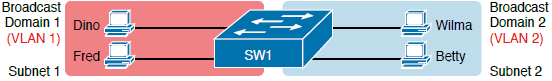 Broadcast
Domain 1
(VLAN 1)
Subnet 1
Dino
Fred
SW1
Wilma
Betty
Broadcast
Domain 2
(VLAN 2)
Subnet 2